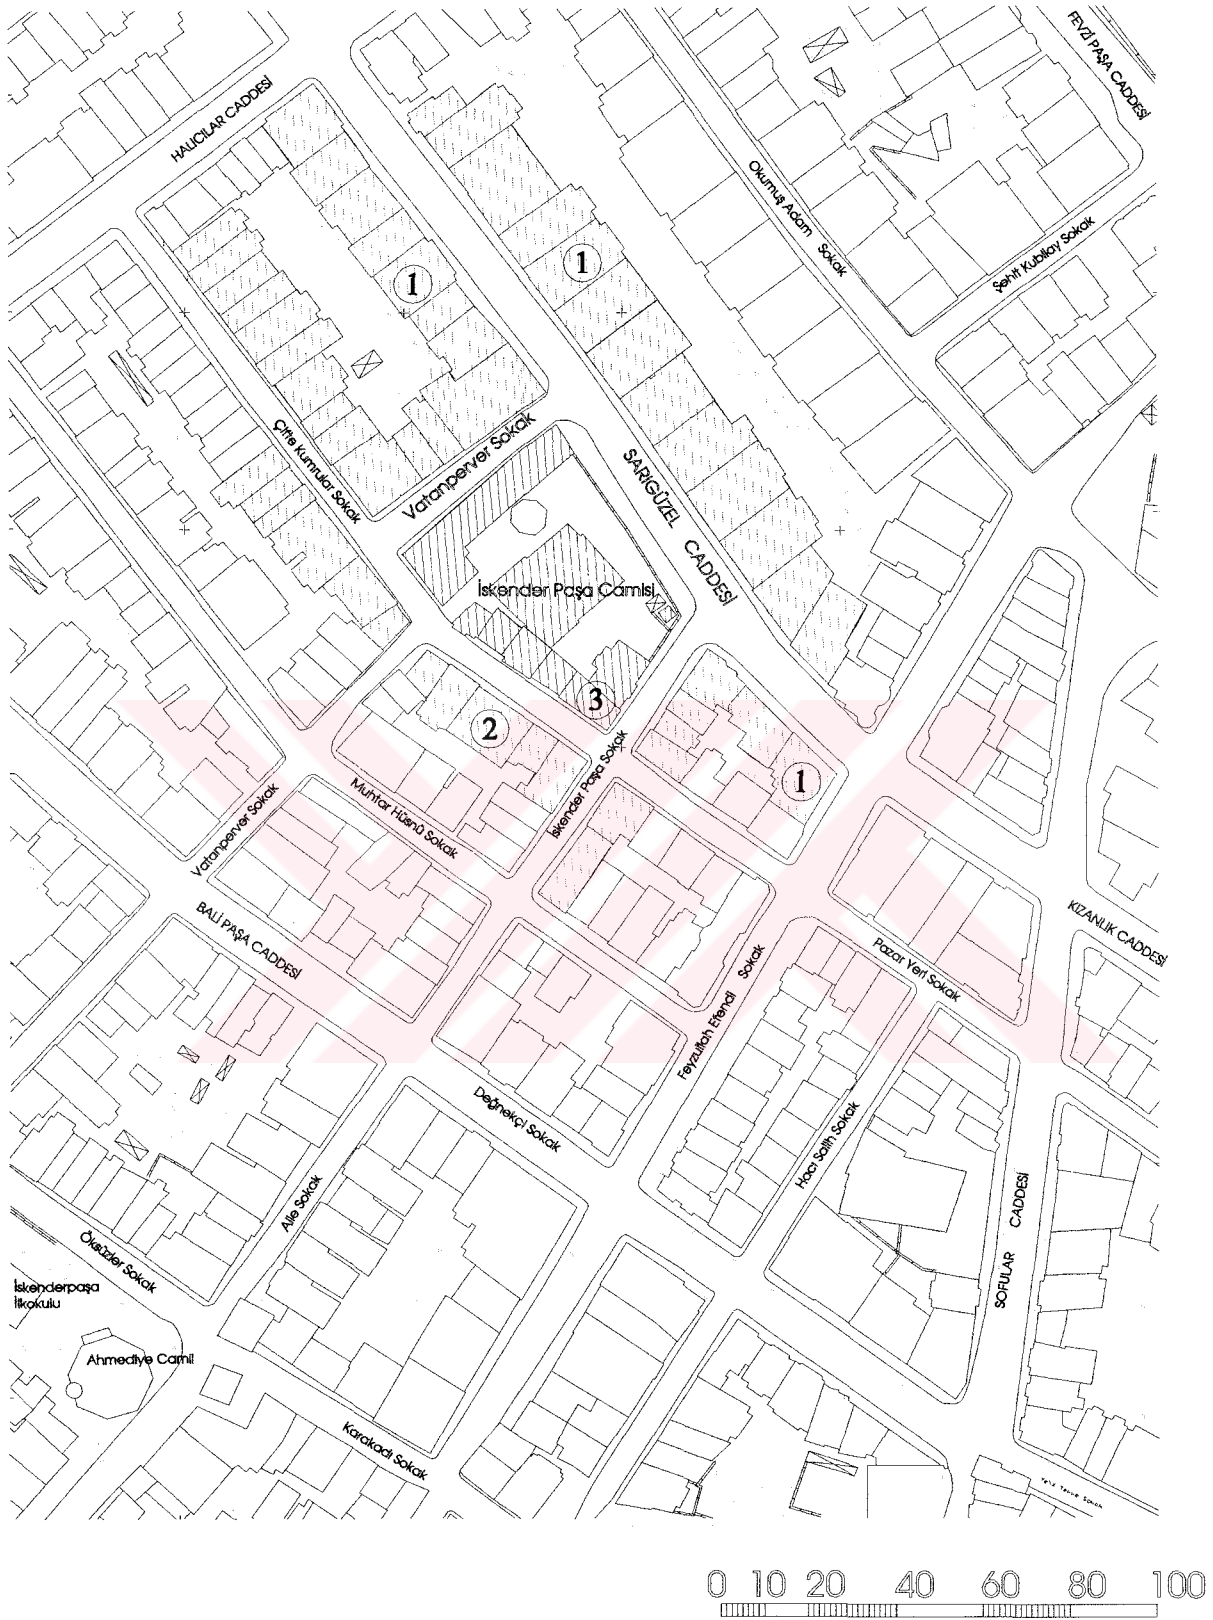 FEVZİ PAŞA CADDESİ
HALICILAR CADDESİ
Okumuş Adam Sokak
Şehit Kubilay Sokak
1
1
Çifte Kumrular Sokak
Vatanperver Sokak
SARIGÜZEL CADDESİ
İskender Paşa Camisi
3
2
1
İskender Paşa Sokak
Muhtar Hüsnü Sokak
Vatanperver Sokak
BALİ PAŞA CADDESİ
KIZANLIK CADDESİ
Pazar Yeri Sokak
Feyzullah Efendi Sokak
Değnekçi Sokak
Hacı Salih Sokak
Aile Sokak
SOFULAR CADDESİ
Öksüzler Sokak
İskenderpaşa
İlkokulu
Ahmediye Camii
Karakadı Sokak
0 10 20 40 60 80 100